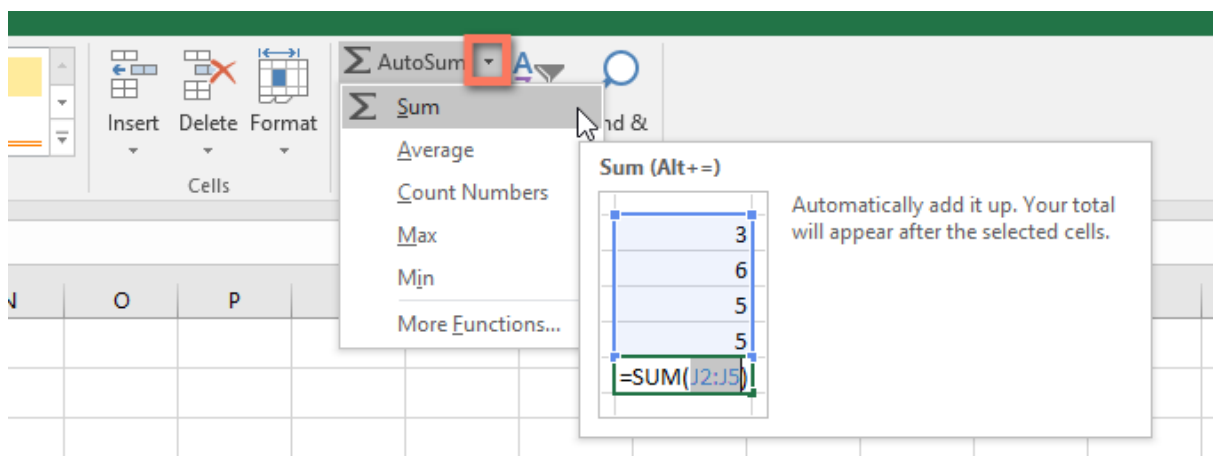 Σ AutoSum
A
Insert Delete Format
Cells
nd &
Σ Sum
Average
Count Numbers
Max
Min
More Functions...
Sum (Alt+=)
3
6
5
5
=SUM(J2:J5)
Automatically add it up. Your total
will appear after the selected cells.
O P